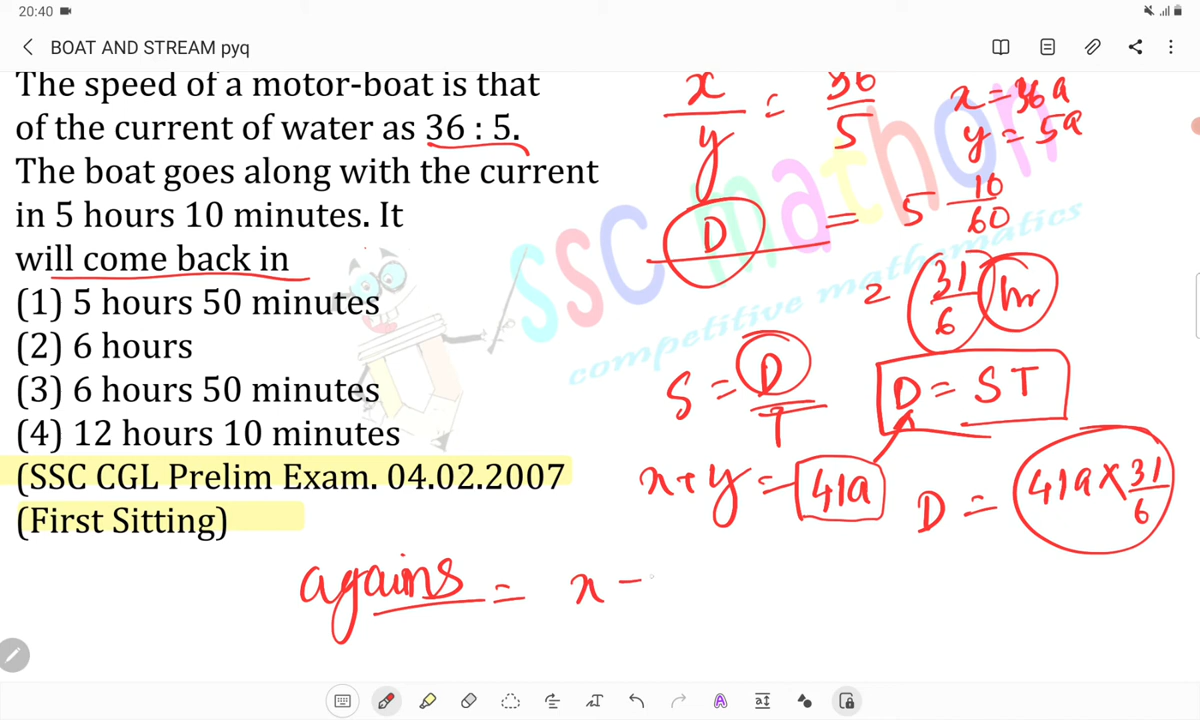 20:40
BOAT AND STREAM pyq
The speed of a motor-boat is that
of the current of water as 36 : 5.
The boat goes along with the current
in 5 hours 10 minutes. It
will come back in
(1) 5 hours 50 minutes
(2) 6 hours
(3) 6 hours 50 minutes
(4) 12 hours 10 minutes
(SSC CGL Prelim Exam. 04.02.2007
(First Sitting)
x/y = 36/5
x = 36a
y = 5a
D = 5 10/60
= 31/6 hr
S = D/T
D = S T
x+y = 41a
D = 41a × 31/6
agains = x -
SSC mathon
competitive mathematics